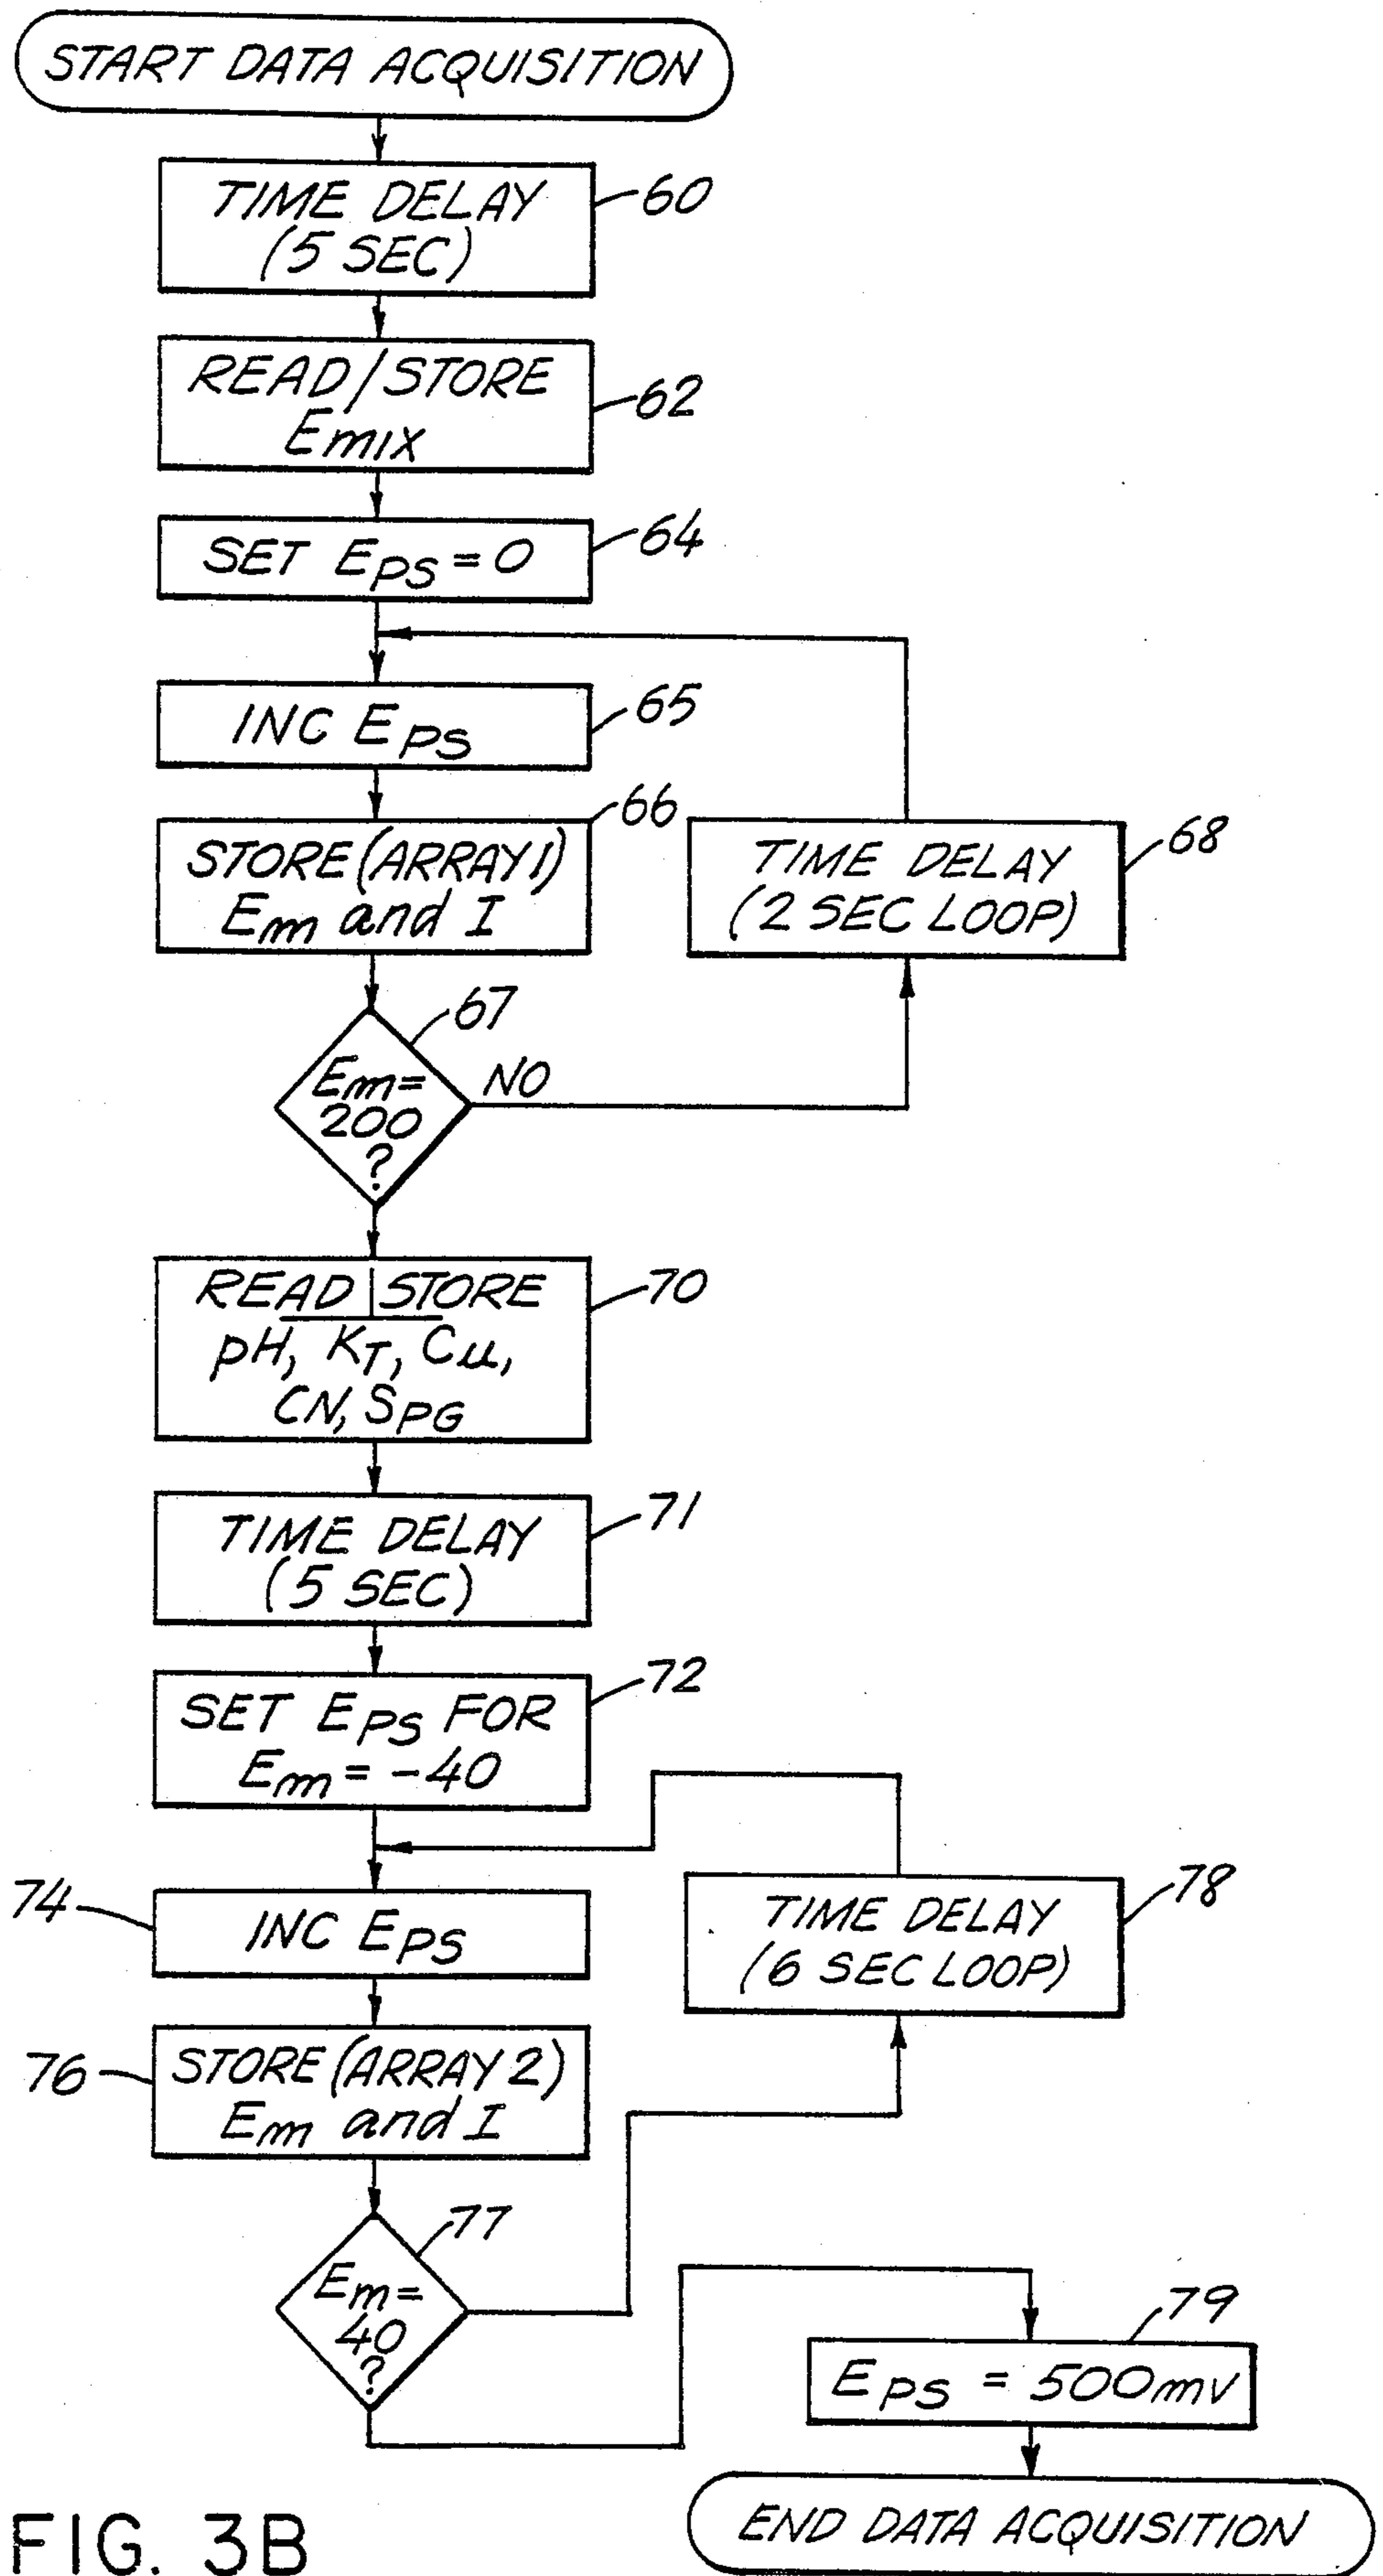 START DATA ACQUISITION
TIME DELAY
(5 SEC)
60
READ/STORE
Emix
62
SET EPS = 0
64
INC EPS
65
STORE (ARRAY 1)
Em and I
66
TIME DELAY
(2 SEC LOOP)
68
Em =
200
?
67
NO
READ|STORE
pH, KT, Cu,
CN, SPG
70
TIME DELAY
(5 SEC)
71
SET EPS FOR
Em = -40
72
INC EPS
74
TIME DELAY
(6 SEC LOOP)
78
STORE (ARRAY 2)
Em and I
76
Em =
40
?
77
EPS = 500mv
79
END DATA ACQUISITION
FIG. 3B